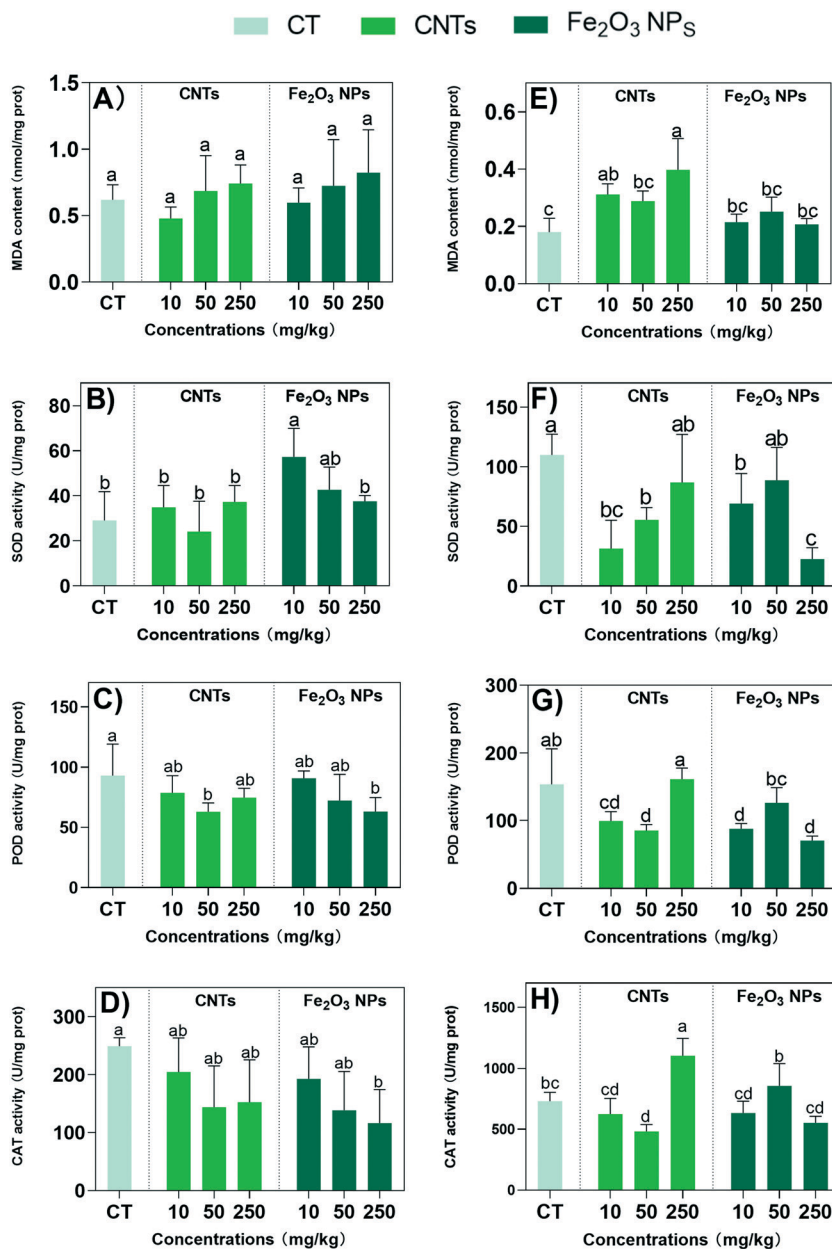 CT CNTs Fe2O3 NPS
A) CNTs Fe2O3 NPs
MDA content (nmol/mg prot)
1.5
1.0
0.5
0.0
a a a a a a a
CT 10 50 250 10 50 250
Concentrations (mg/kg)
E) CNTs Fe2O3 NPs
MDA content (nmol/mg prot)
0.6
0.4
0.2
0.0
c ab bc a bc bc bc
CT 10 50 250 10 50 250
Concentrations (mg/kg)
B) CNTs Fe2O3 NPs
SOD activity (U/mg prot)
80
60
40
20
0
b b b b a ab b
CT 10 50 250 10 50 250
Concentrations (mg/kg)
F) CNTs Fe2O3 NPs
SOD activity (U/mg prot)
150
100
50
0
a bc b ab b ab c
CT 10 50 250 10 50 250
Concentrations (mg/kg)
C) CNTs Fe2O3 NPs
POD activity (U/mg prot)
150
100
50
0
a ab b ab ab ab b
CT 10 50 250 10 50 250
Concentrations (mg/kg)
G) CNTs Fe2O3 NPs
POD activity (U/mg prot)
300
200
100
0
ab cd d a d bc d
CT 10 50 250 10 50 250
Concentrations (mg/kg)
D) CNTs Fe2O3 NPs
CAT activity (U/mg prot)
300
200
100
0
a ab ab ab ab ab b
CT 10 50 250 10 50 250
Concentrations (mg/kg)
H) CNTs Fe2O3 NPs
CAT activity (U/mg prot)
1500
1000
500
0
bc cd d a cd b cd
CT 10 50 250 10 50 250
Concentrations (mg/kg)